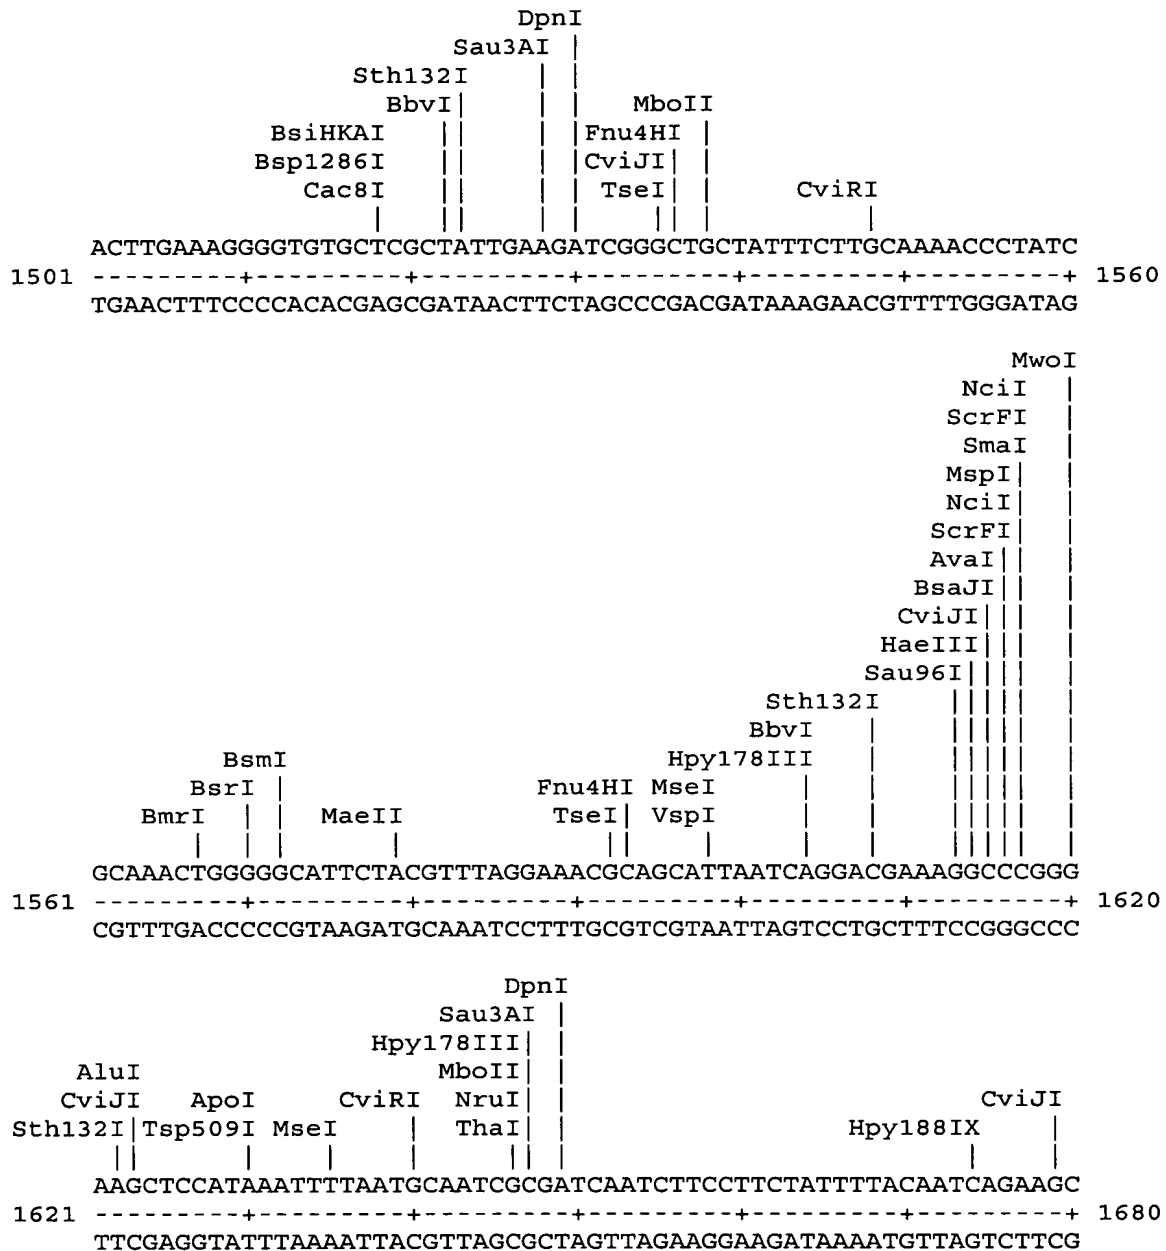 DpnI
Sau3AI
Sth132I
BbvI MboII
BsiHKAI Fnu4HI
Bsp1286I CviJI
Cac8I TseI CviRI
ACTTGAAAGGGGTGTGCTCGCTATTGAAGATCGGGCTGCTATTTCTTGCAAAACCCTATC
1501 ---------+---------+---------+---------+---------+---------+ 1560
TGAACTTTCCCCACACGAGCGATAACTTCTAGCCCGACGATAAAGAACGTTTTGGGATAG
MwoI
NciI
ScrFI
SmaI
MspI
NciI
ScrFI
AvaI
BsaJI
CviJI
HaeIII
Sau96I
Sth132I
BbvI
BsmI Hpy178III
BsrI Fnu4HI MseI
BmrI MaeII TseI VspI
GCAAACTGGGGGCATTCTACGTTTAGGAAACGCAGCATTAATCAGGACGAAAGGCCCGGG
1561 ---------+---------+---------+---------+---------+---------+ 1620
CGTTTGACCCCCGTAAGATGCAAATCCTTTGCGTCGTAATTAGTCCTGCTTTCCGGGCCC
DpnI
Sau3AI
Hpy178III
AluI MboII
CviJI ApoI CviRI NruI CviJI
Sth132I Tsp509I MseI ThaI Hpy188IX
AAGCTCCATAAATTTTAATGCAATCGCGATCAATCTTCCTTCTATTTTACAATCAGAAGC
1621 ---------+---------+---------+---------+---------+---------+ 1680
TTCGAGGTATTTAAAATTACGTTAGCGCTAGTTAGAAGGAAGATAAAATGTTAGTCTTCG